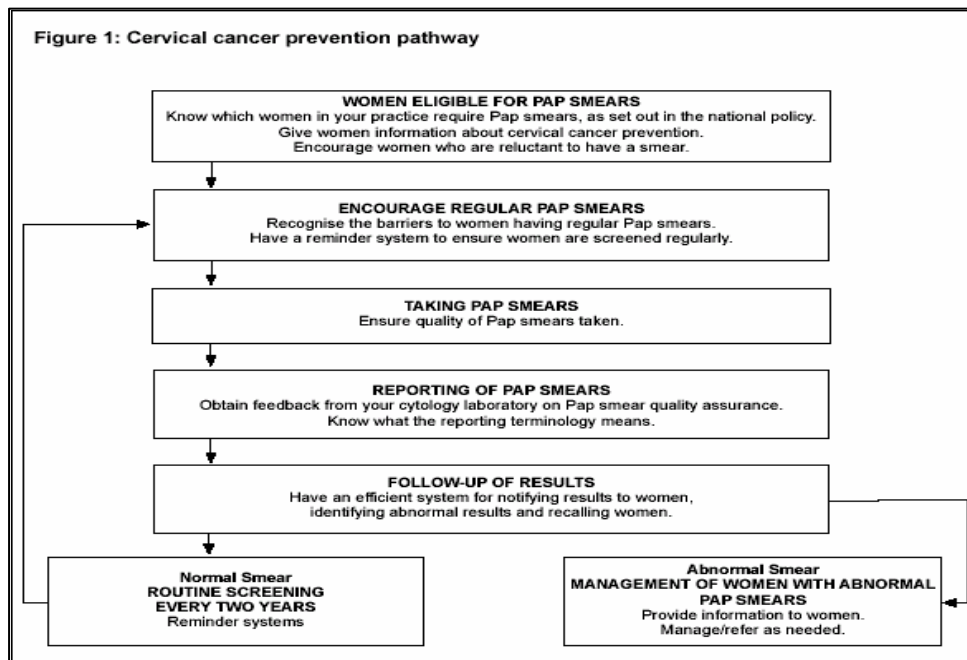 Figure 1: Cervical cancer prevention pathway
WOMEN ELIGIBLE FOR PAP SMEARS
Know which women in your practice require Pap smears, as set out in the national policy.
Give women information about cervical cancer prevention.
Encourage women who are reluctant to have a smear.
ENCOURAGE REGULAR PAP SMEARS
Recognise the barriers to women having regular Pap smears.
Have a reminder system to ensure women are screened regularly.
TAKING PAP SMEARS
Ensure quality of Pap smears taken.
REPORTING OF PAP SMEARS
Obtain feedback from your cytology laboratory on Pap smear quality assurance.
Know what the reporting terminology means.
FOLLOW-UP OF RESULTS
Have an efficient system for notifying results to women,
identifying abnormal results and recalling women.
Normal Smear
ROUTINE SCREENING
EVERY TWO YEARS
Reminder systems
Abnormal Smear
MANAGEMENT OF WOMEN WITH ABNORMAL
PAP SMEARS
Provide information to women.
Manage/refer as needed.